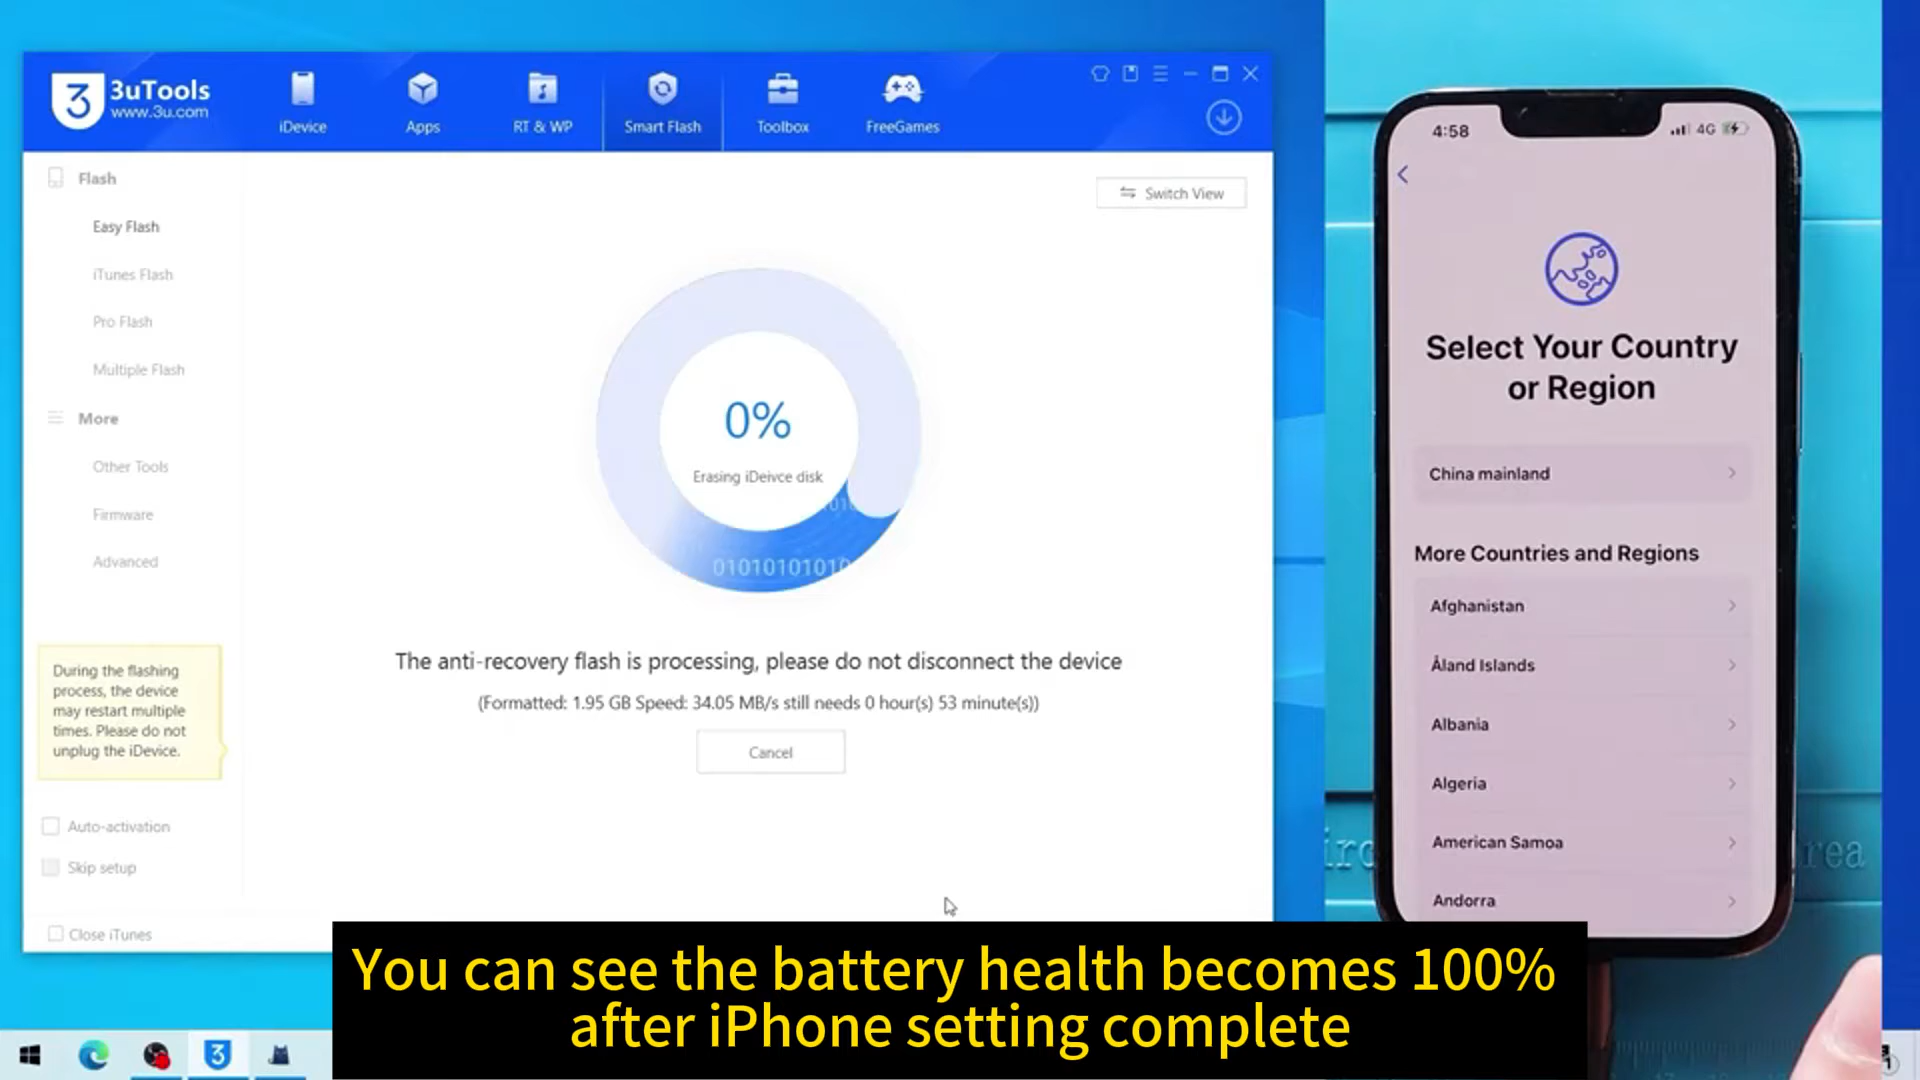 3uTools
www.3u.com
iDevice
Apps
RT & WP
Smart Flash
Toolbox
FreeGames
Flash
Easy Flash
iTunes Flash
Pro Flash
Multiple Flash
More
Other Tools
Firmware
Advanced
During the flashing
process, the device
may restart multiple
times. Please do not
unplug the iDevice.
Auto-activation
Skip setup
Close iTunes
Switch View
0%
Erasing iDeivce disk
01010101010
The anti-recovery flash is processing, please do not disconnect the device
(Formatted: 1.95 GB Speed: 34.05 MB/s still needs 0 hour(s) 53 minute(s))
Cancel
4:58
4G
Select Your Country
or Region
China mainland
More Countries and Regions
Afghanistan
Åland Islands
Albania
Algeria
American Samoa
Andorra
You can see the battery health becomes 100%
after iPhone setting complete